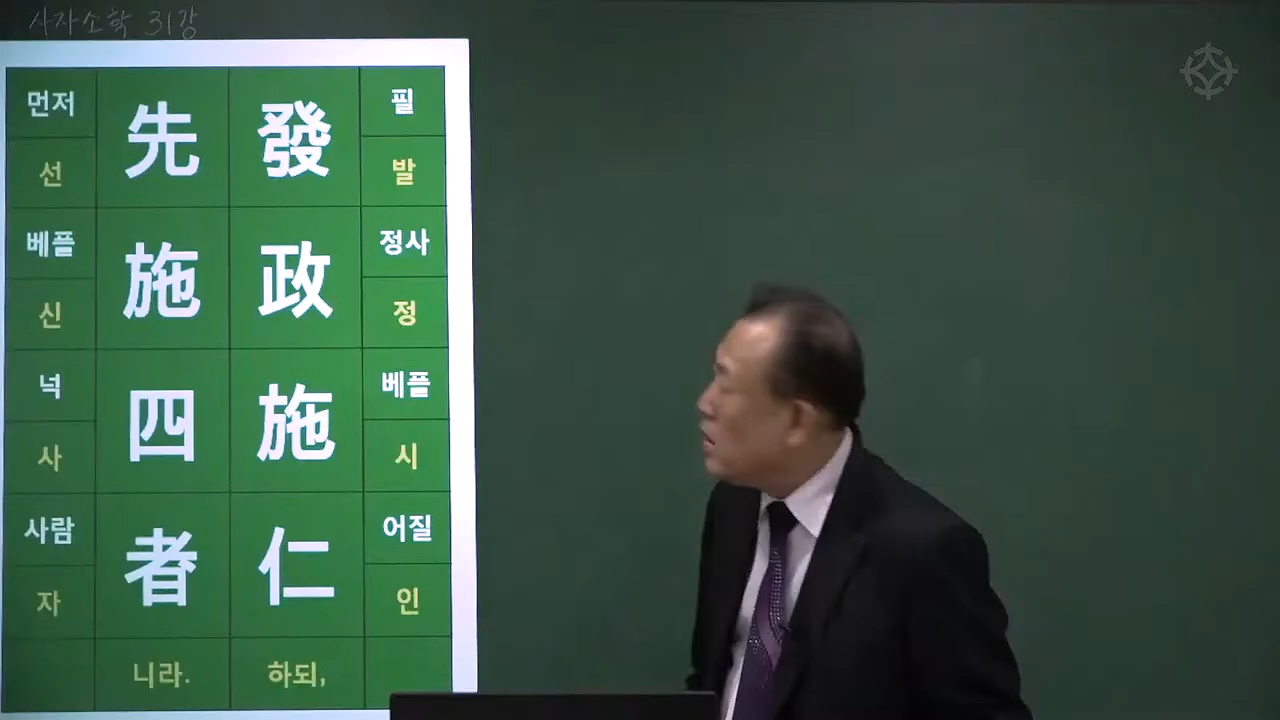 사자소학 31강
먼저 先 發 필
선 발
베플 施 政 정사
신 정
넉 四 施 베플
사 시
사람 者 仁 어질
자 인
니라. 하되,